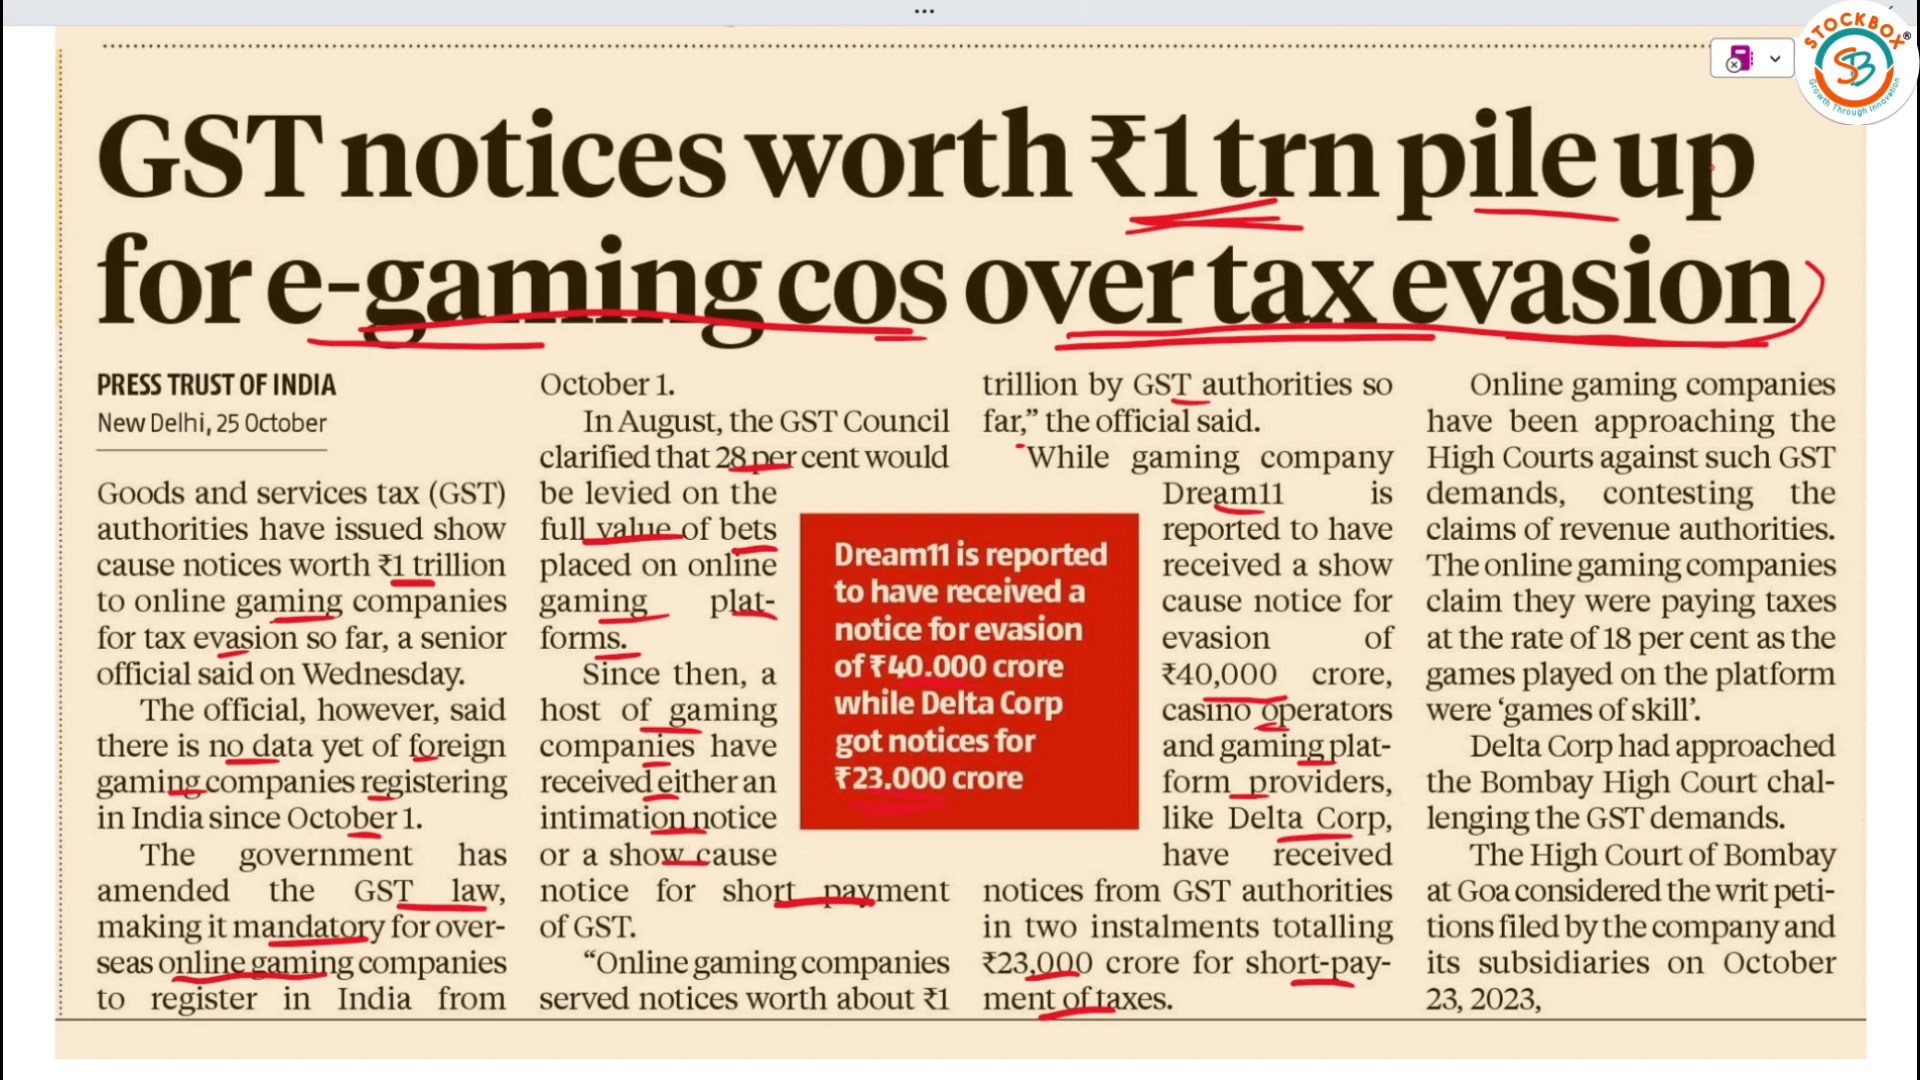 ...
STOCKBOX®
SB
Growth Through Innovation
GST notices worth ₹1 trn pile up
for e-gaming cos over tax evasion
PRESS TRUST OF INDIA
New Delhi, 25 October
Goods and services tax (GST)
authorities have issued show
cause notices worth ₹1 trillion
to online gaming companies
for tax evasion so far, a senior
official said on Wednesday.
The official, however, said
there is no data yet of foreign
gaming companies registering
in India since October 1.
The government has
amended the GST law,
making it mandatory for over-
seas online gaming companies
to register in India from
October 1.
In August, the GST Council
clarified that 28 per cent would
be levied on the
full value of bets
placed on online
gaming plat-
forms.
Since then, a
host of gaming
companies have
received either an
intimation notice
or a show cause
notice for short payment
of GST.
“Online gaming companies
served notices worth about ₹1
trillion by GST authorities so
far,” the official said.
While gaming company
Dream11 is
reported to have
received a show
cause notice for
evasion of
₹40,000 crore,
casino operators
and gaming plat-
form providers,
like Delta Corp,
have received
notices from GST authorities
in two instalments totalling
₹23,000 crore for short-pay-
ment of taxes.
Dream11 is reported
to have received a
notice for evasion
of ₹40.000 crore
while Delta Corp
got notices for
₹23.000 crore
Online gaming companies
have been approaching the
High Courts against such GST
demands, contesting the
claims of revenue authorities.
The online gaming companies
claim they were paying taxes
at the rate of 18 per cent as the
games played on the platform
were ‘games of skill’.
Delta Corp had approached
the Bombay High Court chal-
lenging the GST demands.
The High Court of Bombay
at Goa considered the writ peti-
tions filed by the company and
its subsidiaries on October
23, 2023,